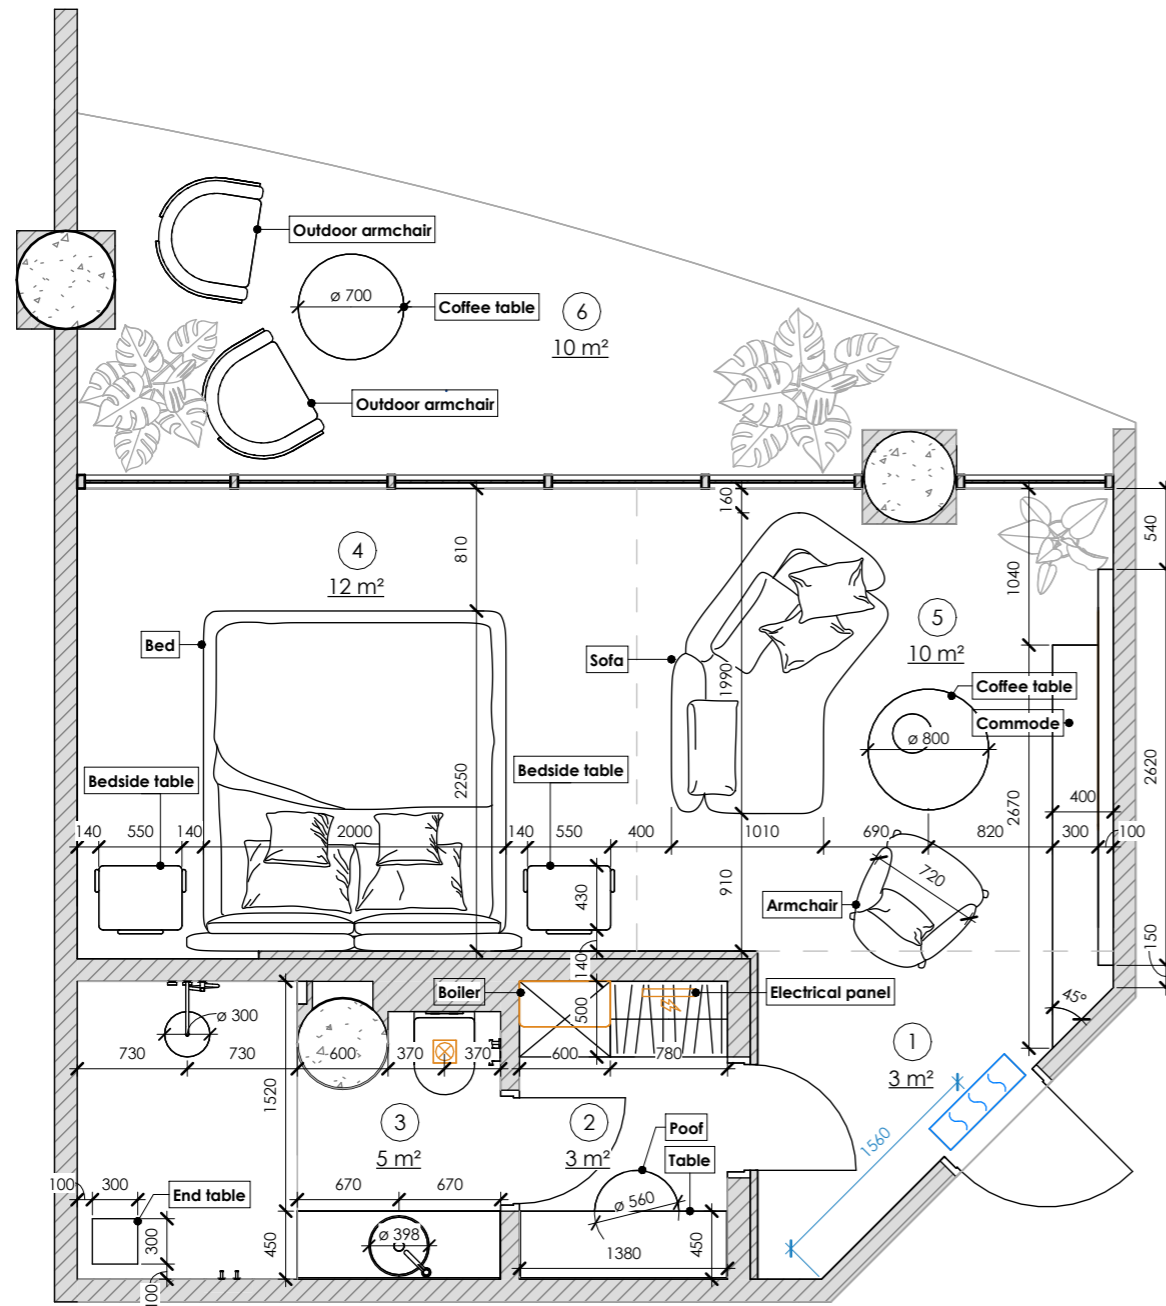 Outdoor armchair
ø 700
Coffee table
6
10 m²
Outdoor armchair
160
540
4
12 m²
810
1040
5
10 m²
Bed
Sofa
1990
Coffee table
Commode
ø 800
2620
Bedside table
Bedside table
2250
2670
400
140
550
140
2000
140
550
400
1010
690
820
300
100
430
910
720
Armchair
140
150
Boiler
500
Electrical panel
45°
ø 300
730
730
600
370
370
600
780
1
3 m²
1520
1560
3
5 m²
2
3 m²
Poof
Table
100
300
End table
670
670
ø 560
300
450
ø 398
1380
450
100